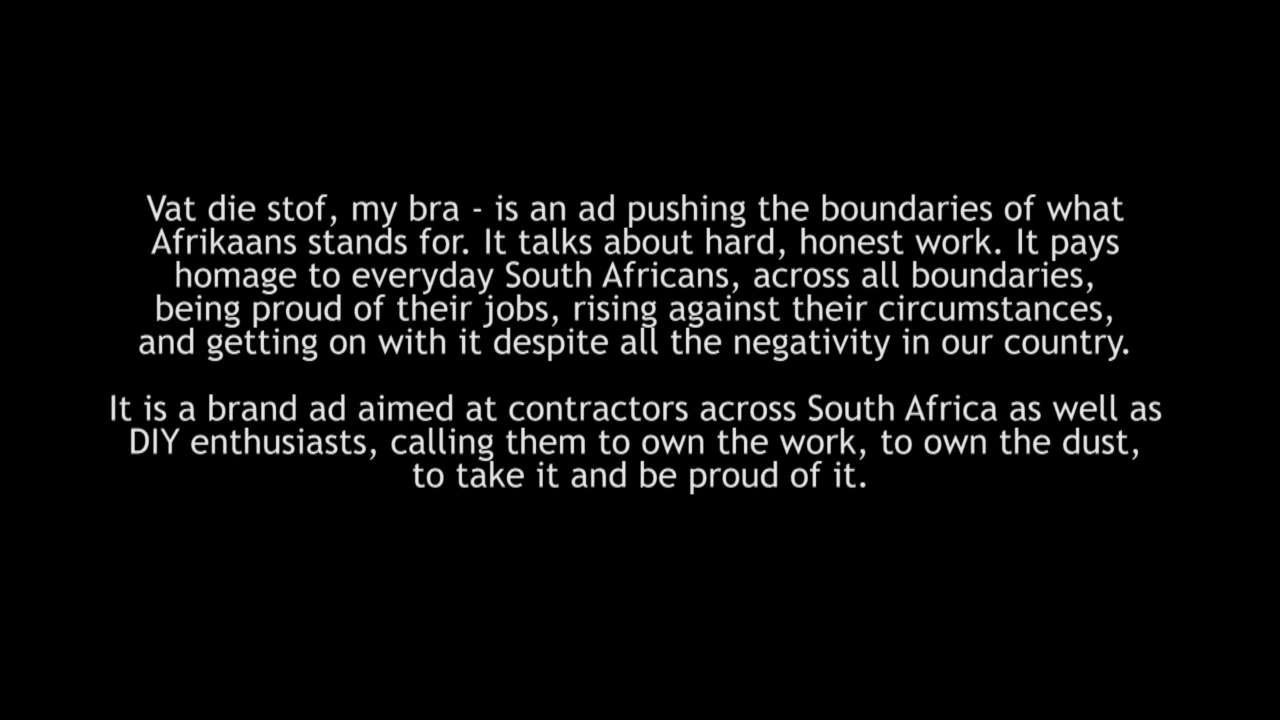 Vat die stof, my bra - is an ad pushing the boundaries of what
Afrikaans stands for. It talks about hard, honest work. It pays
homage to everyday South Africans, across all boundaries,
being proud of their jobs, rising against their circumstances,
and getting on with it despite all the negativity in our country.
It is a brand ad aimed at contractors across South Africa as well as
DIY enthusiasts, calling them to own the work, to own the dust,
to take it and be proud of it.